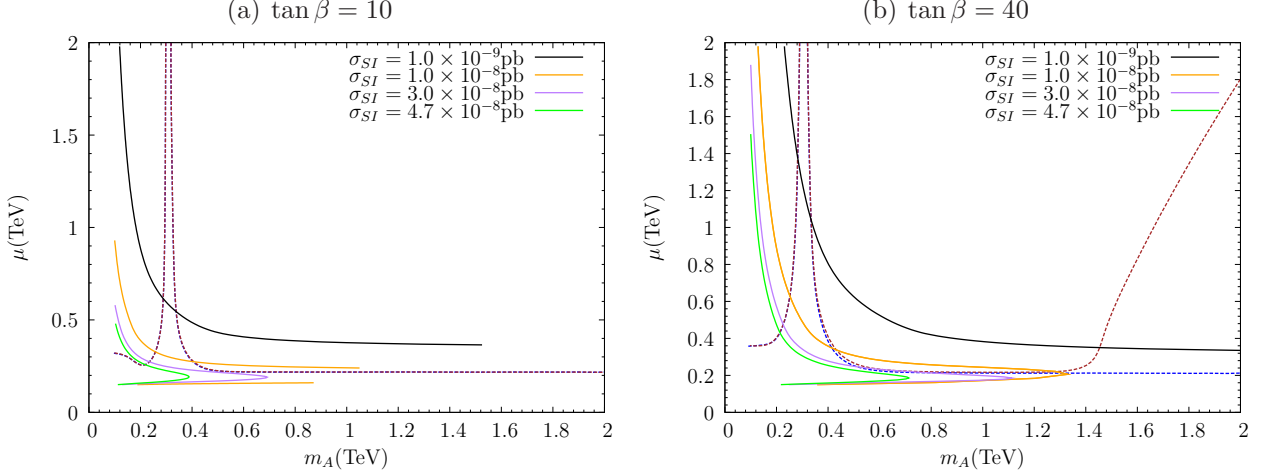 (a) tan β = 10
2
1.5
1
0.5
0
μ(TeV)
0 0.2 0.4 0.6 0.8 1 1.2 1.4 1.6 1.8 2
m_A(TeV)
σ_SI = 1.0 × 10⁻⁹pb
σ_SI = 1.0 × 10⁻⁸pb
σ_SI = 3.0 × 10⁻⁸pb
σ_SI = 4.7 × 10⁻⁸pb
(b) tan β = 40
2
1.8
1.6
1.4
1.2
1
0.8
0.6
0.4
0.2
0
μ(TeV)
0 0.2 0.4 0.6 0.8 1 1.2 1.4 1.6 1.8 2
m_A(TeV)
σ_SI = 1.0 × 10⁻⁹pb
σ_SI = 1.0 × 10⁻⁸pb
σ_SI = 3.0 × 10⁻⁸pb
σ_SI = 4.7 × 10⁻⁸pb